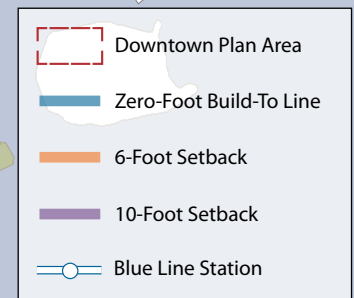 Downtown Plan Area
Zero-Foot Build-To Line
6-Foot Setback
10-Foot Setback
Blue Line Station